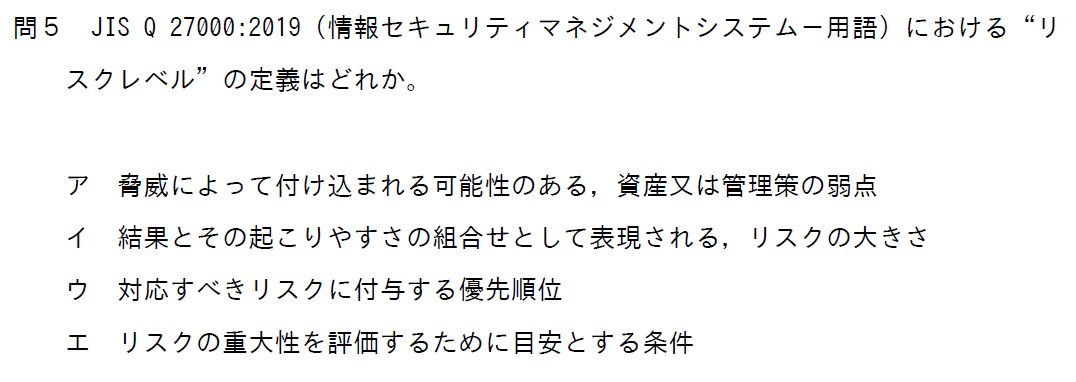 問５　JIS Q 27000:2019（情報セキュリティマネジメントシステム－用語）における“リ
スクレベル”の定義はどれか。
ア　脅威によって付け込まれる可能性のある，資産又は管理策の弱点
イ　結果とその起こりやすさの組合せとして表現される，リスクの大きさ
ウ　対応すべきリスクに付与する優先順位
エ　リスクの重大性を評価するために目安とする条件